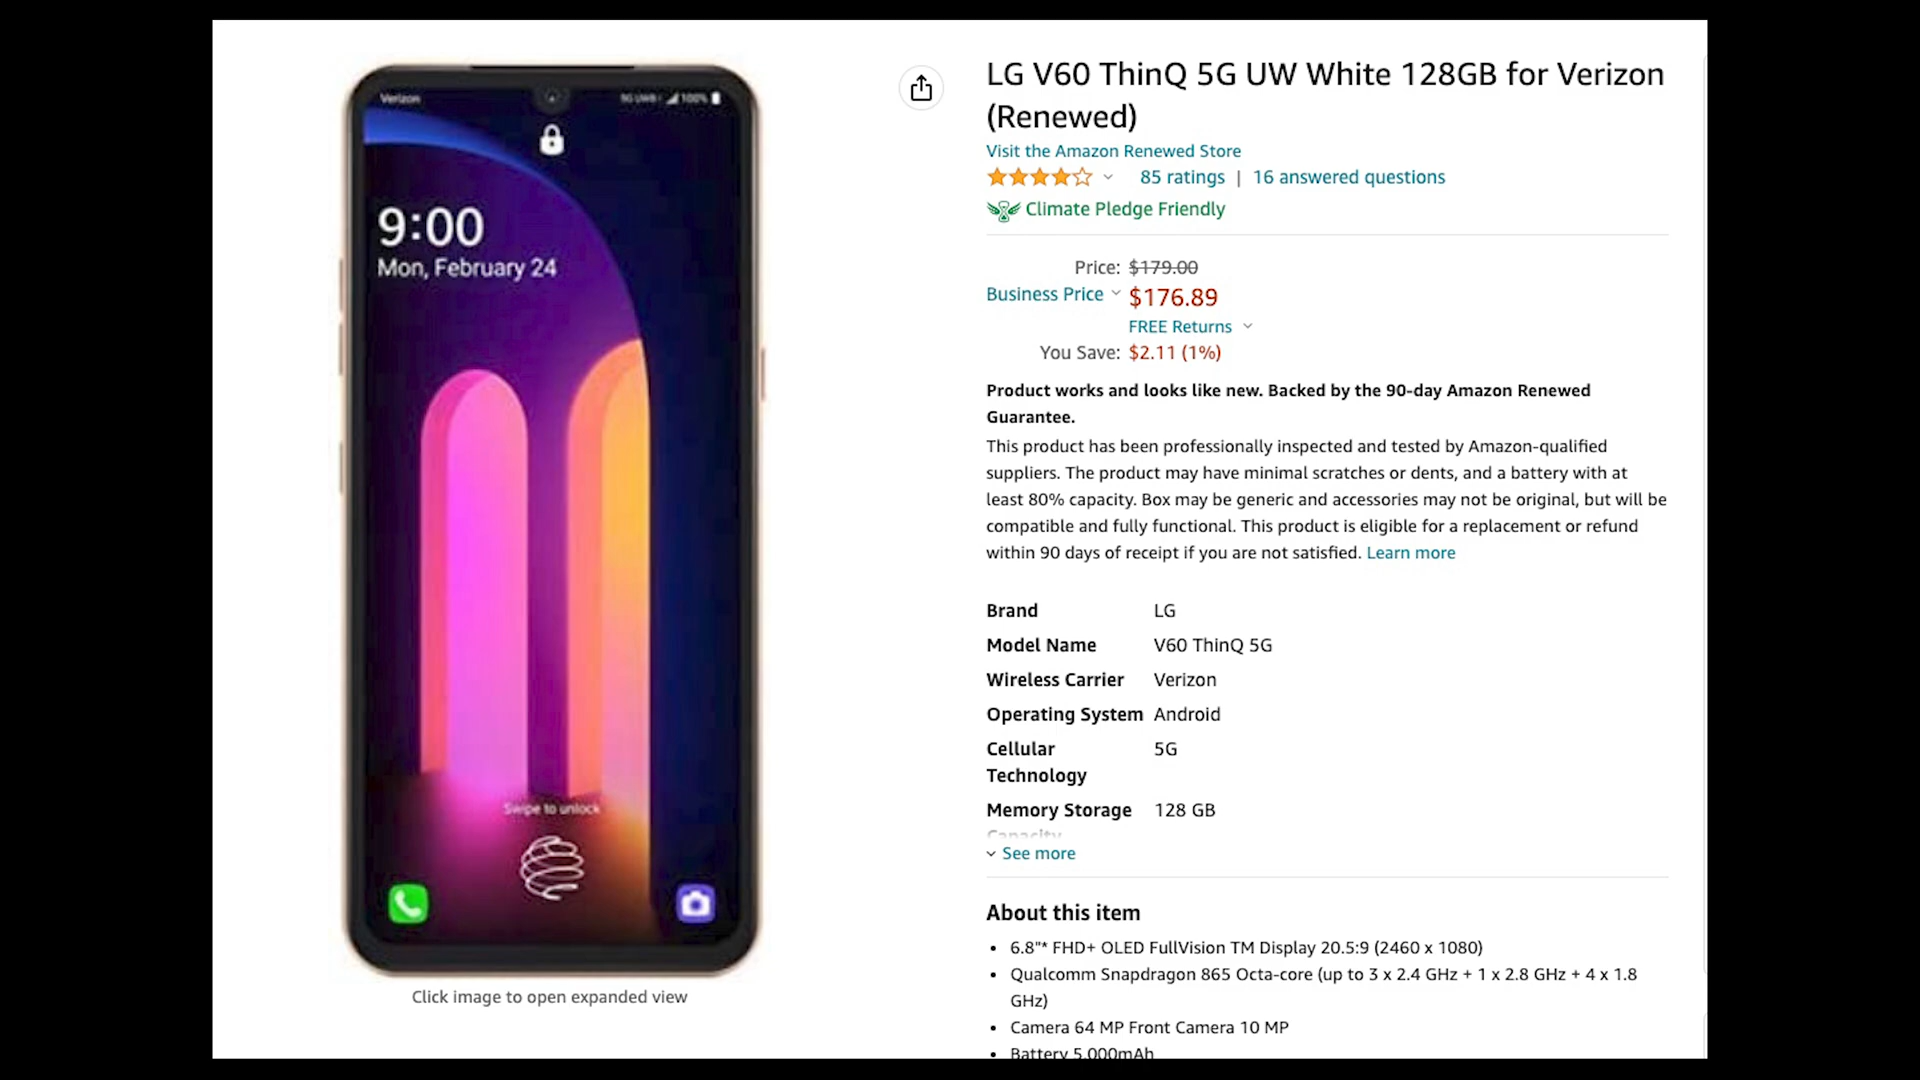 Verizon
100%
9:00
Mon, February 24
Swipe to unlock
Click image to open expanded view
LG V60 ThinQ 5G UW White 128GB for Verizon
(Renewed)
Visit the Amazon Renewed Store
85 ratings | 16 answered questions
Climate Pledge Friendly
Price: $179.00
Business Price $176.89
FREE Returns
You Save: $2.11 (1%)
Product works and looks like new. Backed by the 90-day Amazon Renewed
Guarantee.
This product has been professionally inspected and tested by Amazon-qualified
suppliers. The product may have minimal scratches or dents, and a battery with at
least 80% capacity. Box may be generic and accessories may not be original, but will be
compatible and fully functional. This product is eligible for a replacement or refund
within 90 days of receipt if you are not satisfied. Learn more
Brand LG
Model Name V60 ThinQ 5G
Wireless Carrier Verizon
Operating System Android
Cellular 5G
Technology
Memory Storage 128 GB
Capacity
See more
About this item
• 6.8"* FHD+ OLED FullVision TM Display 20.5:9 (2460 x 1080)
• Qualcomm Snapdragon 865 Octa-core (up to 3 x 2.4 GHz + 1 x 2.8 GHz + 4 x 1.8
GHz)
• Camera 64 MP Front Camera 10 MP
• Battery 5,000mAh